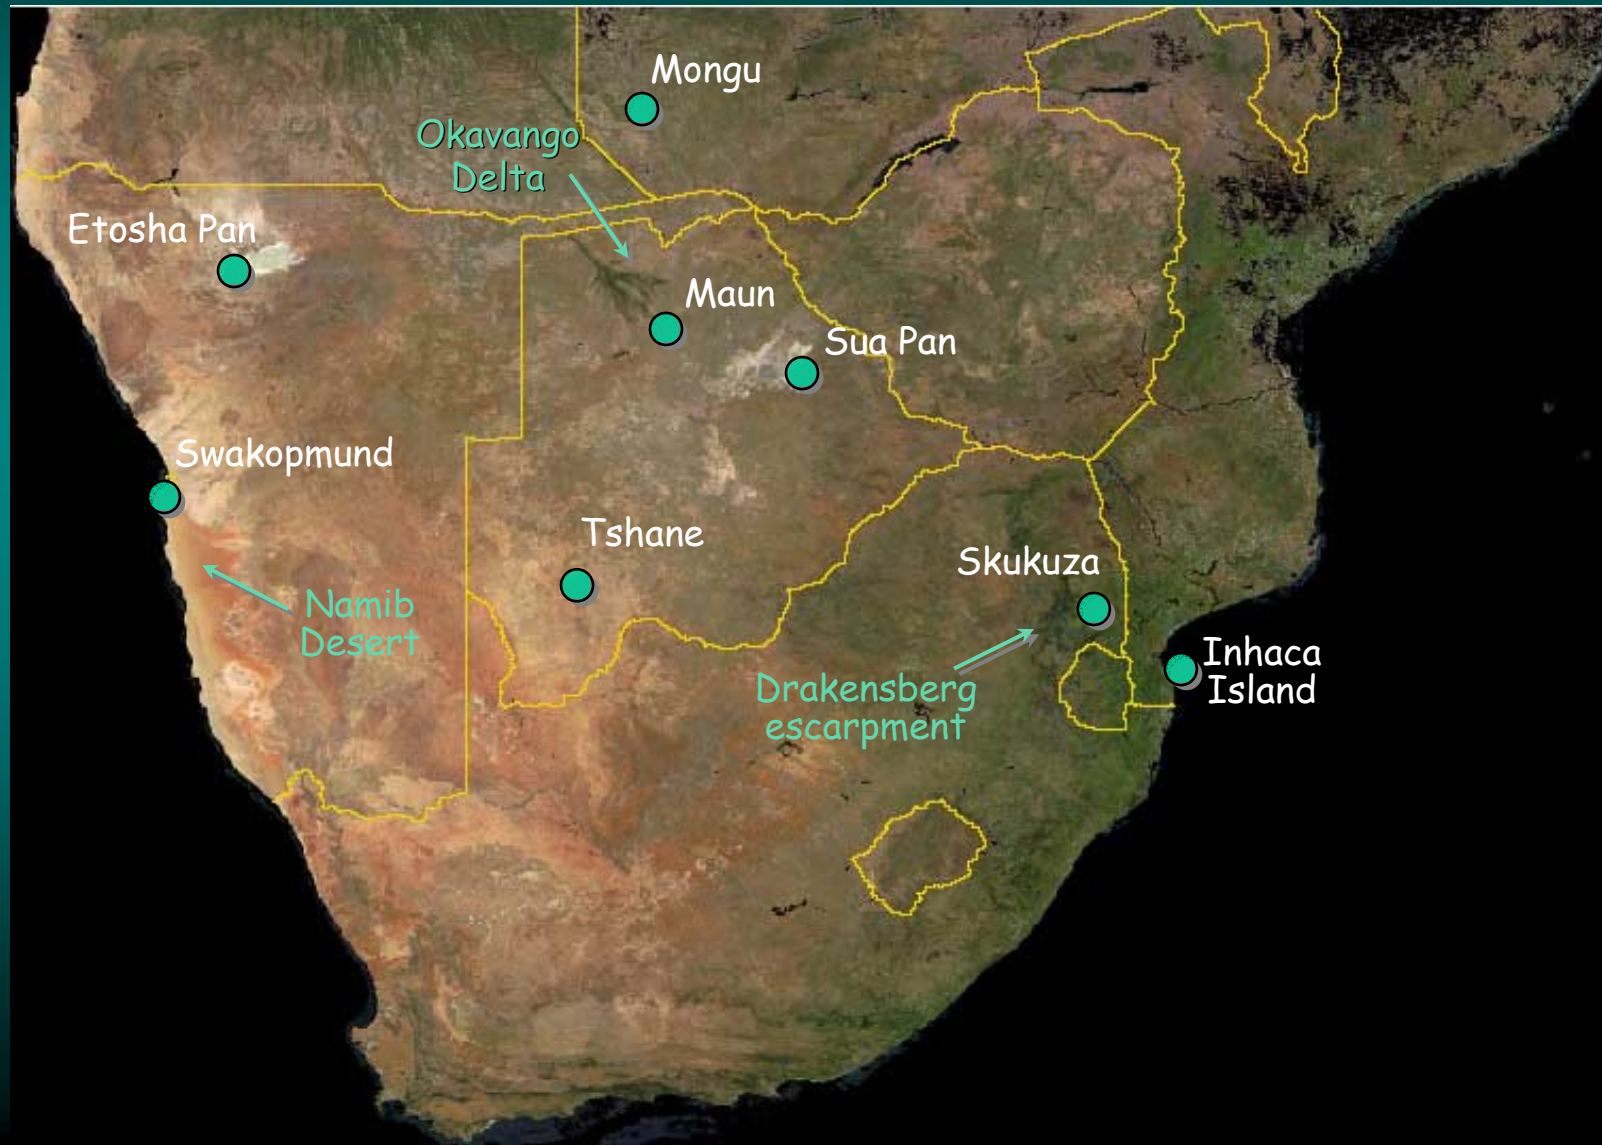 Mongu
Okavango
Delta
Etosha Pan
Maun
Sua Pan
Swakopmund
Tshane
Skukuza
Namib
Desert
Inhaca
Island
Drakensberg
escarpment